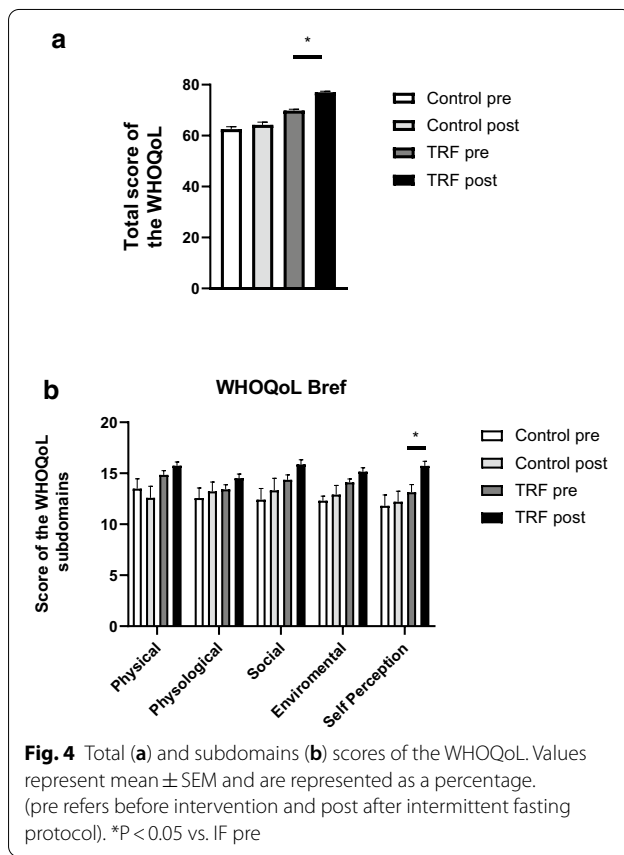 a
*
Total score of
the WHOQoL
80
60
40
20
0
Control pre
Control post
TRF pre
TRF post
b
WHOQoL Bref
*
Score of the WHOQoL
subdomains
20
15
10
5
0
Physical
Physological
Social
Enviromental
Self Perception
Control pre
Control post
TRF pre
TRF post
Fig. 4 Total (a) and subdomains (b) scores of the WHOQoL. Values
represent mean ± SEM and are represented as a percentage.
(pre refers before intervention and post after intermittent fasting
protocol). *P < 0.05 vs. IF pre